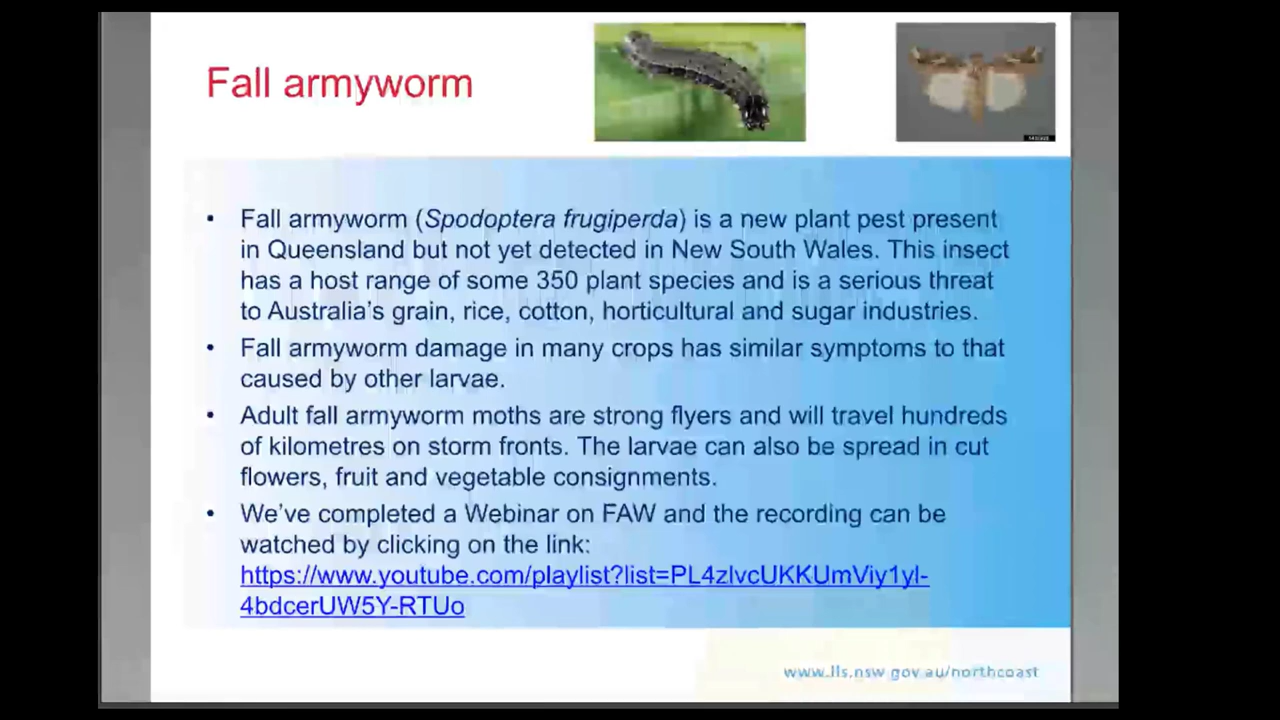 Fall armyworm
• Fall armyworm (Spodoptera frugiperda) is a new plant pest present
in Queensland but not yet detected in New South Wales. This insect
has a host range of some 350 plant species and is a serious threat
to Australia’s grain, rice, cotton, horticultural and sugar industries.
• Fall armyworm damage in many crops has similar symptoms to that
caused by other larvae.
• Adult fall armyworm moths are strong flyers and will travel hundreds
of kilometres on storm fronts. The larvae can also be spread in cut
flowers, fruit and vegetable consignments.
• We’ve completed a Webinar on FAW and the recording can be
watched by clicking on the link:
https://www.youtube.com/playlist?list=PL4zlvcUKKUmViy1yl-
4bdcerUW5Y-RTUo
www.lls.nsw.gov.au/northcoast